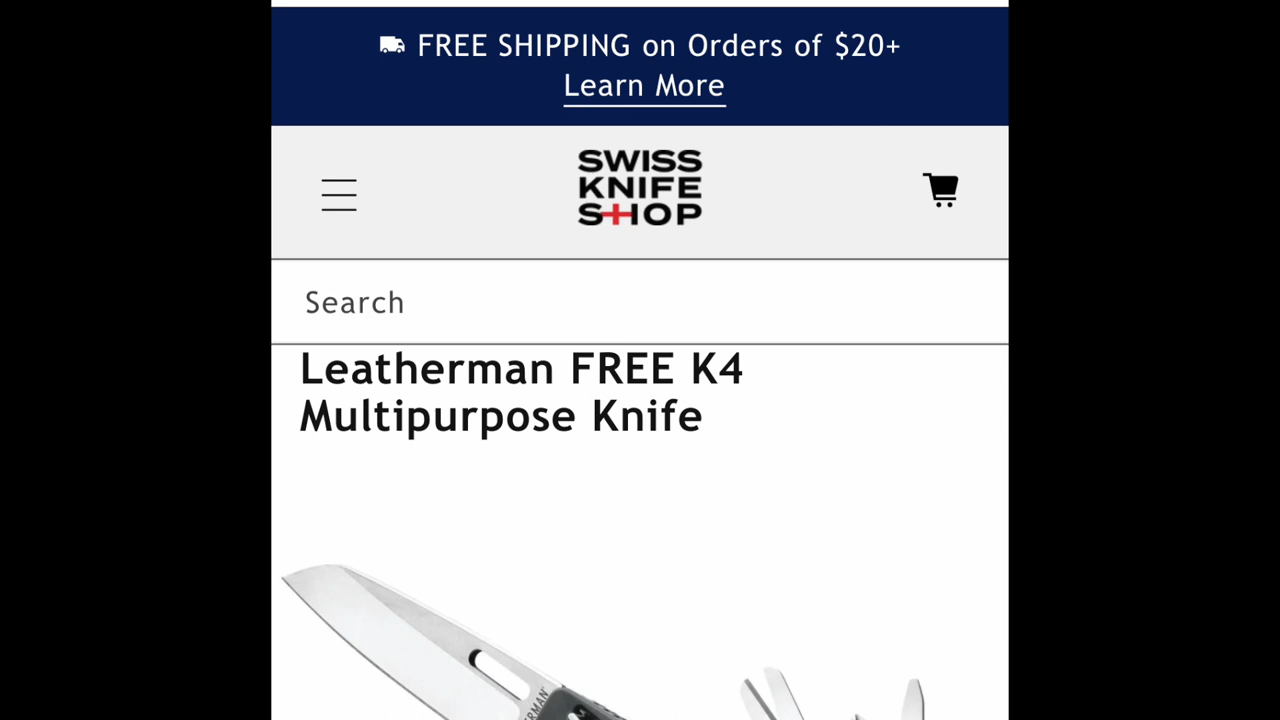 FREE SHIPPING on Orders of $20+
Learn More
SWISS
KNIFE
SHOP
Search
Leatherman FREE K4
Multipurpose Knife